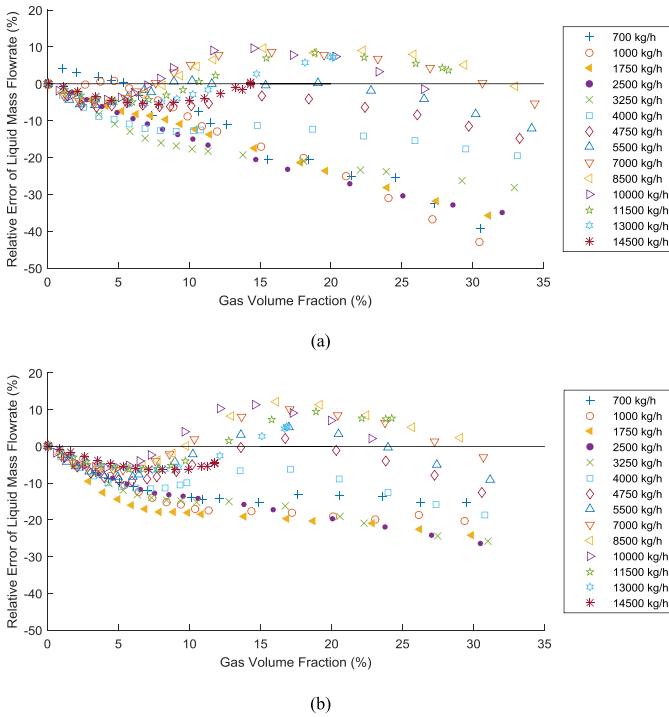 20
10
0
-10
-20
-30
-40
-50
0 5 10 15 20 25 30 35
Relative Error of Liquid Mass Flowrate (%)
Gas Volume Fraction (%)
700 kg/h
1000 kg/h
1750 kg/h
2500 kg/h
3250 kg/h
4000 kg/h
4750 kg/h
5500 kg/h
7000 kg/h
8500 kg/h
10000 kg/h
11500 kg/h
13000 kg/h
14500 kg/h
(a)
20
10
0
-10
-20
-30
-40
-50
0 5 10 15 20 25 30 35
Relative Error of Liquid Mass Flowrate (%)
Gas Volume Fraction (%)
700 kg/h
1000 kg/h
1750 kg/h
2500 kg/h
3250 kg/h
4000 kg/h
4750 kg/h
5500 kg/h
7000 kg/h
8500 kg/h
10000 kg/h
11500 kg/h
13000 kg/h
14500 kg/h
(b)